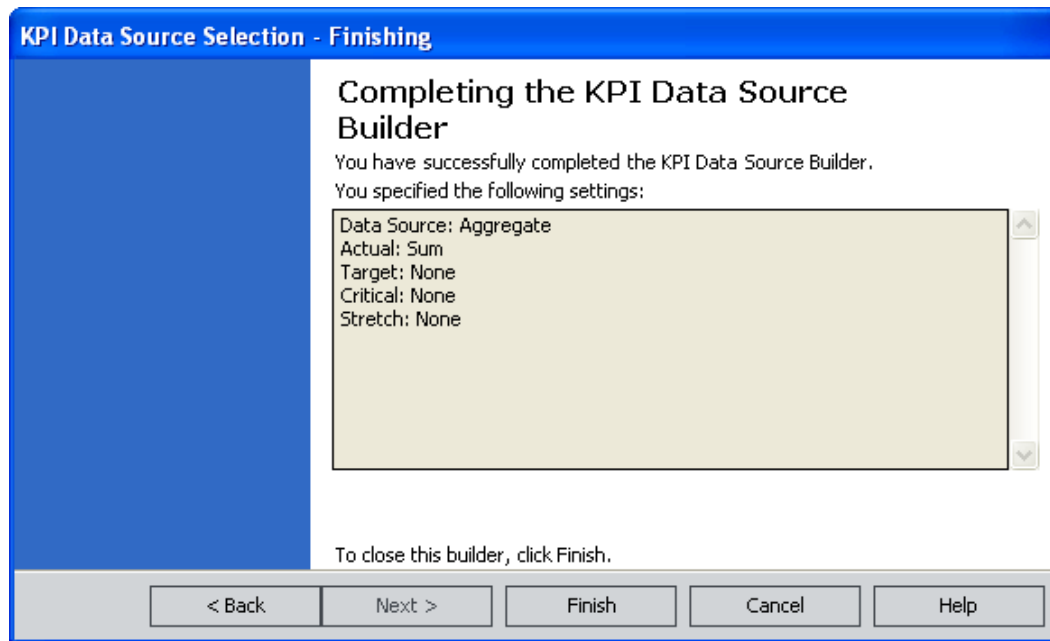 KPI Data Source Selection - Finishing
Completing the KPI Data Source
Builder
You have successfully completed the KPI Data Source Builder.
You specified the following settings:
Data Source: Aggregate
Actual: Sum
Target: None
Critical: None
Stretch: None
To close this builder, click Finish.
< Back
Next >
Finish
Cancel
Help